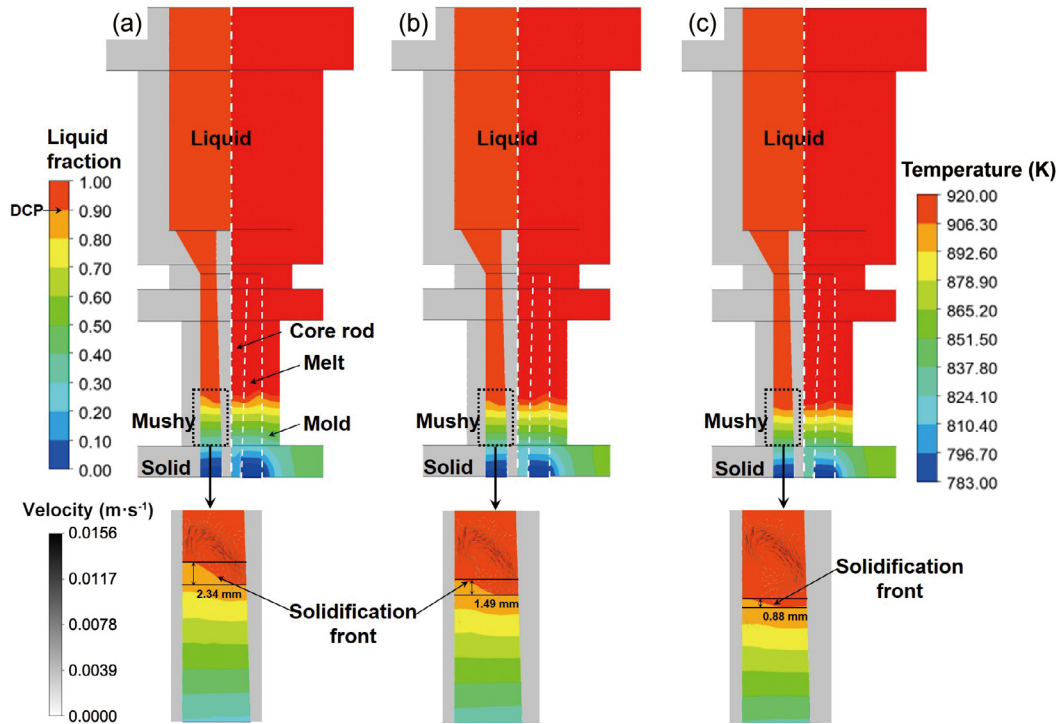 (a)
(b)
(c)
Liquid
fraction
DCP
1.00
0.90
0.80
0.70
0.60
0.50
0.40
0.30
0.20
0.10
0.00
Liquid
Liquid
Liquid
Temperature (K)
920.00
906.30
892.60
878.90
865.20
851.50
837.80
824.10
810.40
796.70
783.00
Core rod
Melt
Mold
Mushy
Solid
Mushy
Solid
Mushy
Solid
Velocity (m·s⁻¹)
0.0156
0.0117
0.0078
0.0039
0.0000
2.34 mm
Solidification
front
1.49 mm
Solidification
front
0.88 mm